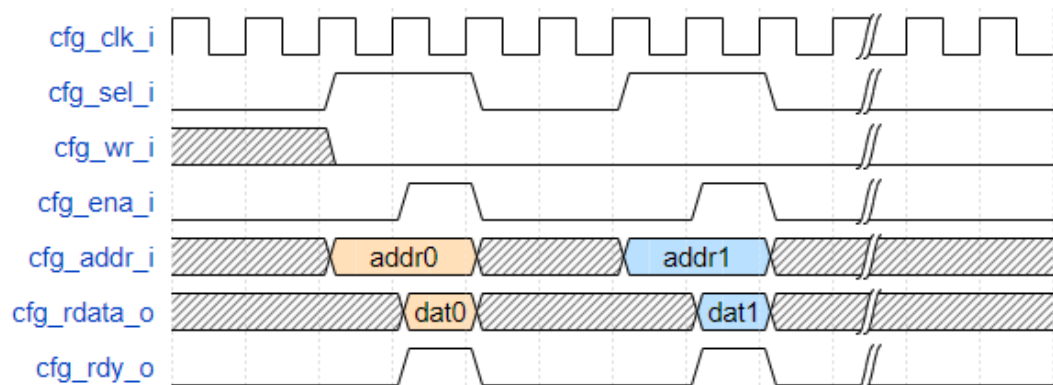 cfg_clk_i
cfg_sel_i
cfg_wr_i
cfg_ena_i
cfg_addr_i addr0 addr1
cfg_rdata_o dat0 dat1
cfg_rdy_o